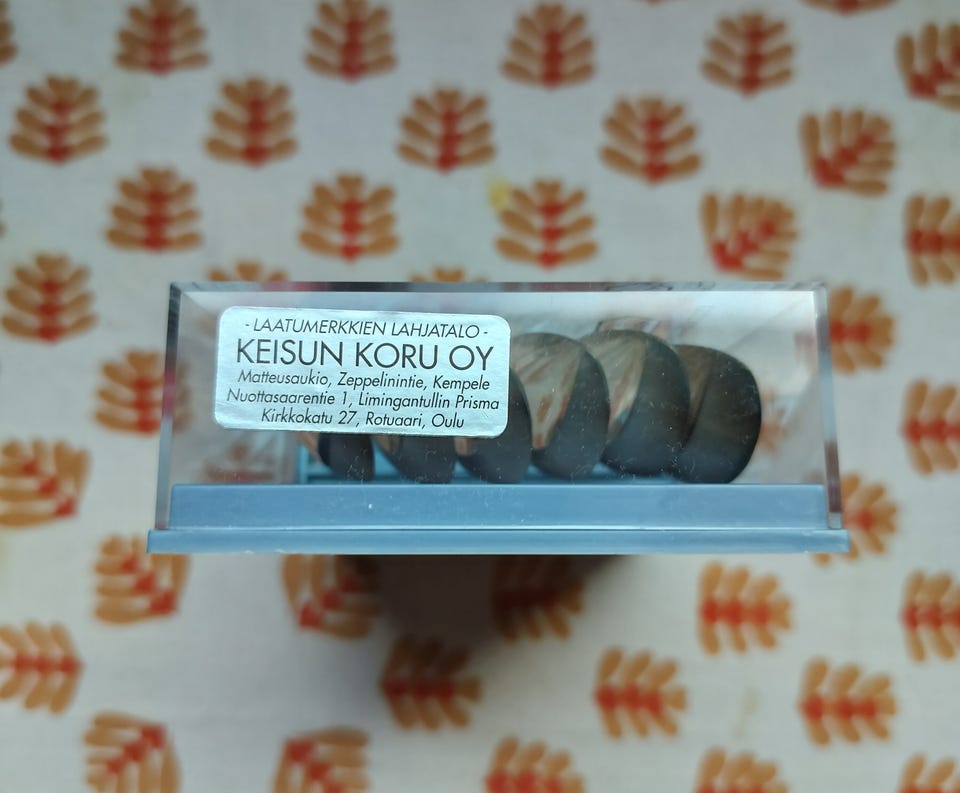 - LAATUMERKKIEN LAHJATALO -
KEISUN KORU OY
Matteusaukio, Zeppelinintie, Kempele
Nuottasaarentie 1, Limingantullin Prisma
Kirkkokatu 27, Rotuaari, Oulu